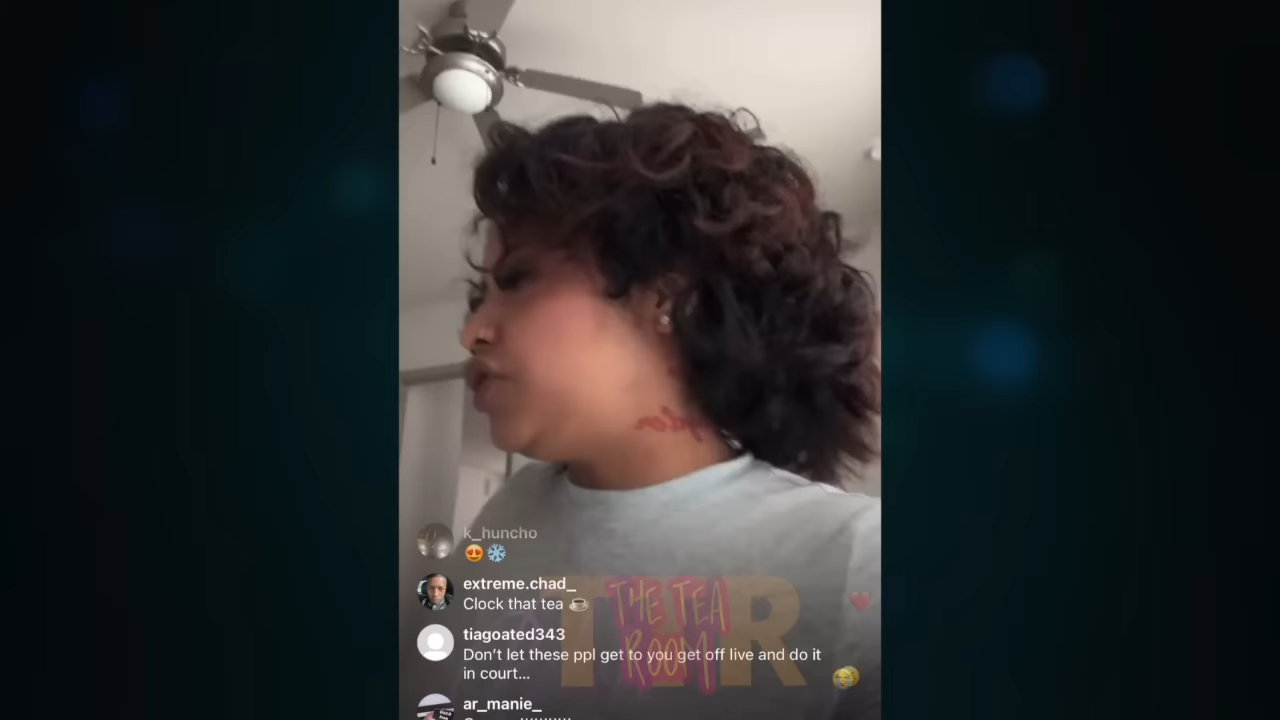 k_huncho
😍❄️
extreme.chad_
Clock that tea ☕
tiagoated343
Don’t let these ppl get to you get off live and do it
in court...
THE TEA
ROOM
ar_manie_